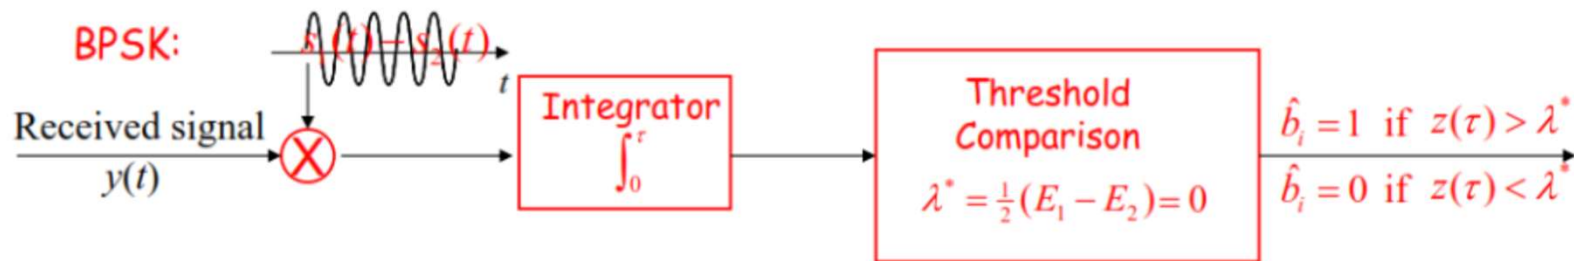 BPSK:
s₁(t) − s₂(t)
t
Received signal
y(t)
X
Integrator
∫₀^τ
Threshold
Comparison
λ* = ½(E₁ − E₂)= 0
b̂ᵢ = 1 if z(τ) > λ*
b̂ᵢ = 0 if z(τ) < λ*